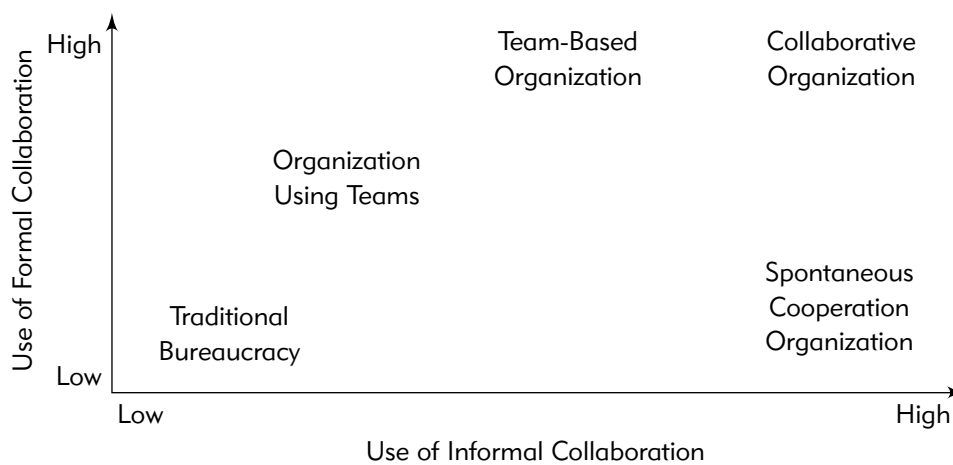 High
Team-Based
Organization
Collaborative
Organization
Use of Formal Collaboration
Organization
Using Teams
Spontaneous
Cooperation
Organization
Traditional
Bureaucracy
Low
Low
High
Use of Informal Collaboration